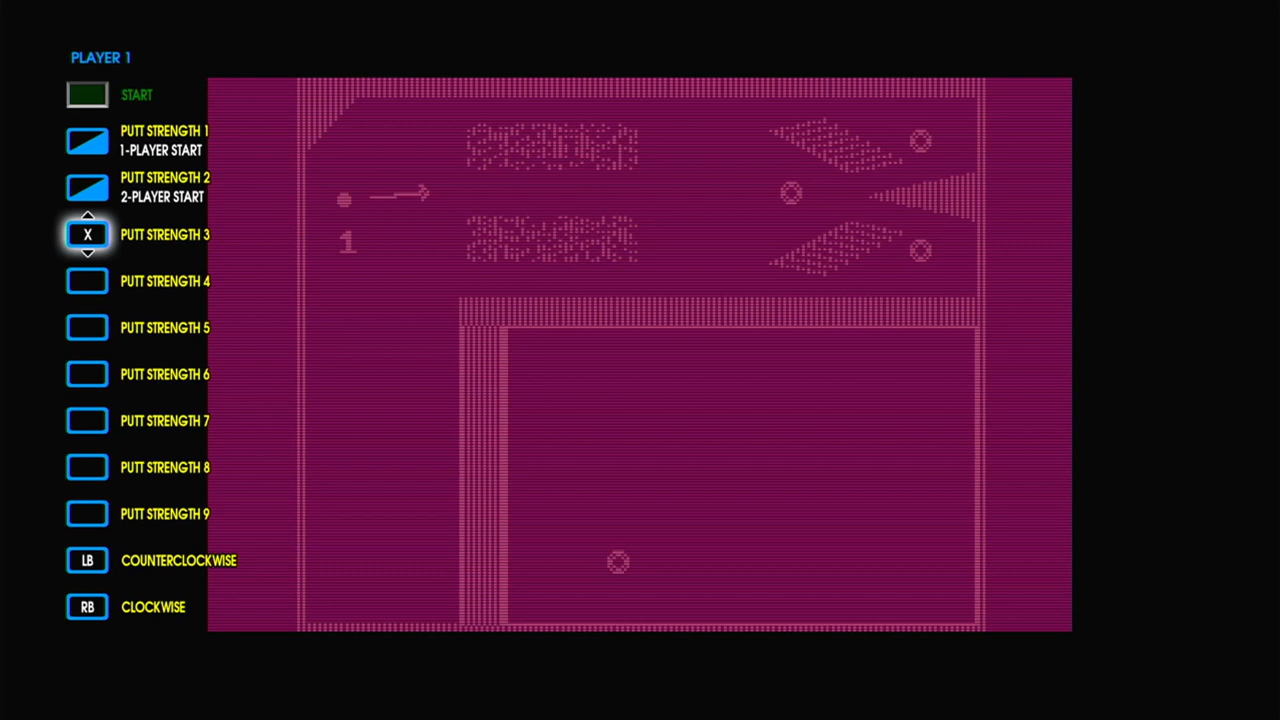 PLAYER 1
START
PUTT STRENGTH 1
1-PLAYER START
PUTT STRENGTH 2
2-PLAYER START
X PUTT STRENGTH 3
PUTT STRENGTH 4
PUTT STRENGTH 5
PUTT STRENGTH 6
PUTT STRENGTH 7
PUTT STRENGTH 8
PUTT STRENGTH 9
LB COUNTERCLOCKWISE
RB CLOCKWISE
1